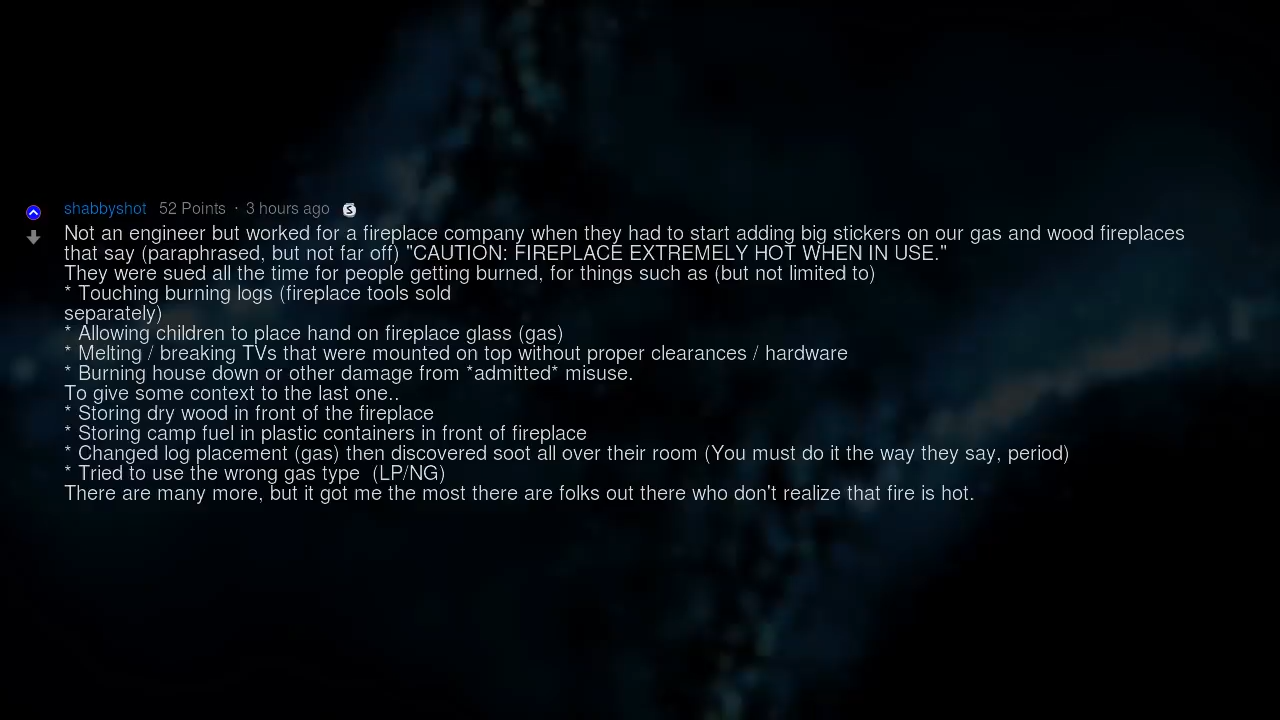 shabbyshot 52 Points · 3 hours ago S
Not an engineer but worked for a fireplace company when they had to start adding big stickers on our gas and wood fireplaces
that say (paraphrased, but not far off) "CAUTION: FIREPLACE EXTREMELY HOT WHEN IN USE."
They were sued all the time for people getting burned, for things such as (but not limited to)
* Touching burning logs (fireplace tools sold
separately)
* Allowing children to place hand on fireplace glass (gas)
* Melting / breaking TVs that were mounted on top without proper clearances / hardware
* Burning house down or other damage from *admitted* misuse.
To give some context to the last one..
* Storing dry wood in front of the fireplace
* Storing camp fuel in plastic containers in front of fireplace
* Changed log placement (gas) then discovered soot all over their room (You must do it the way they say, period)
* Tried to use the wrong gas type  (LP/NG)
There are many more, but it got me the most there are folks out there who don't realize that fire is hot.